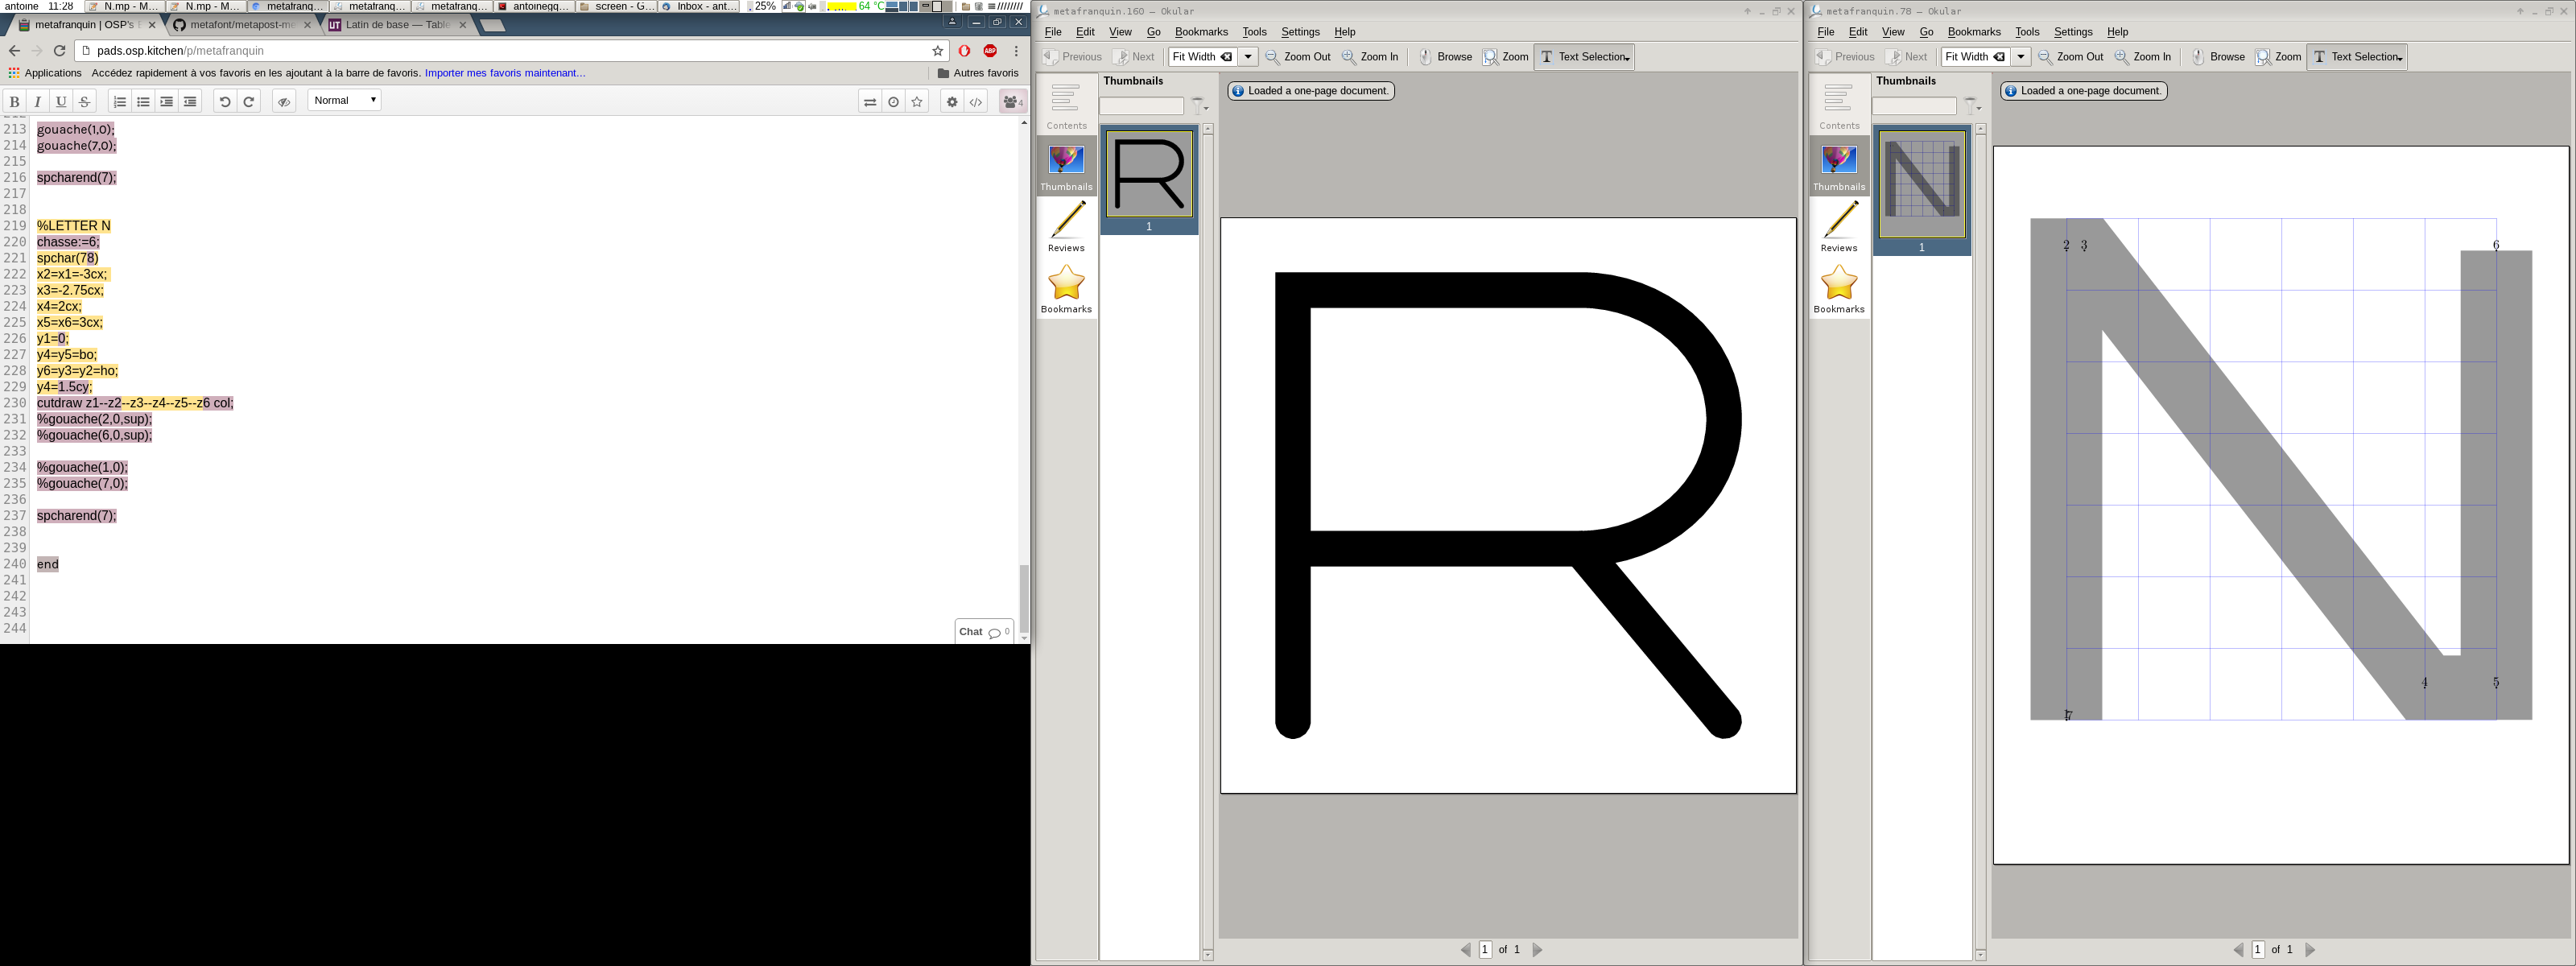 antoine 11:28 N.mp - M... N.mp - M... metafranq... metafranq... metafranq... antoinegq... screen - G... Inbox - ant... 25% 64 °C
metafranquin | OSP's metafont/metapost-me Latin de base — Table
pads.osp.kitchen/p/metafranquin
Applications Accédez rapidement à vos favoris en les ajoutant à la barre de favoris. Importer mes favoris maintenant... Autres favoris
B I U S Normal 4
213 gouache(1,0);
214 gouache(7,0);
215
216 spcharend(7);
217
218
219 %LETTER N
220 chasse:=6;
221 spchar(78)
222 x2=x1=-3cx;
223 x3=-2.75cx;
224 x4=2cx;
225 x5=x6=3cx;
226 y1=0;
227 y4=y5=bo;
228 y6=y3=y2=ho;
229 y4=1.5cy;
230 cutdraw z1--z2--z3--z4--z5--z6 col;
231 %gouache(2,0,sup);
232 %gouache(6,0,sup);
233
234 %gouache(1,0);
235 %gouache(7,0);
236
237 spcharend(7);
238
239
240 end
241
242
243
244
Chat 0
metafranquin.160 – Okular
File Edit View Go Bookmarks Tools Settings Help
Previous Next Fit Width Zoom Out Zoom In Browse Zoom Text Selection
Thumbnails
Loaded a one-page document.
Contents
Thumbnails
Reviews
Bookmarks
R
1
R
1 of 1
metafranquin.78 – Okular
File Edit View Go Bookmarks Tools Settings Help
Previous Next Fit Width Zoom Out Zoom In Browse Zoom Text Selection
Thumbnails
Loaded a one-page document.
Contents
Thumbnails
Reviews
Bookmarks
N
1
N
2 3 6
4 5
7
1 of 1